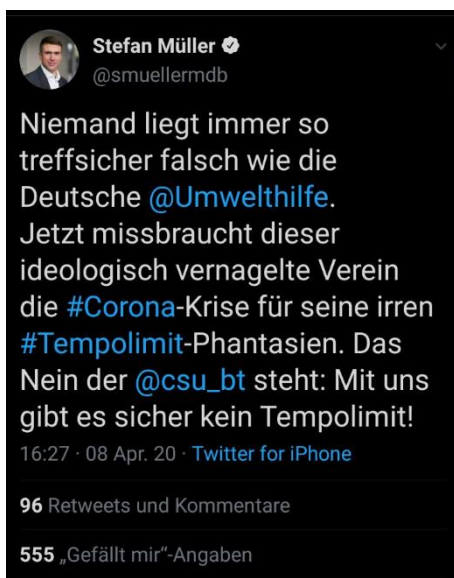 Stefan Müller
@smuellermdb
Niemand liegt immer so
treffsicher falsch wie die
Deutsche @Umwelthilfe.
Jetzt missbraucht dieser
ideologisch vernagelte Verein
die #Corona-Krise für seine irren
#Tempolimit-Phantasien. Das
Nein der @csu_bt steht: Mit uns
gibt es sicher kein Tempolimit!
16:27 · 08 Apr. 20 · Twitter for iPhone
96 Retweets und Kommentare
555 „Gefällt mir“-Angaben